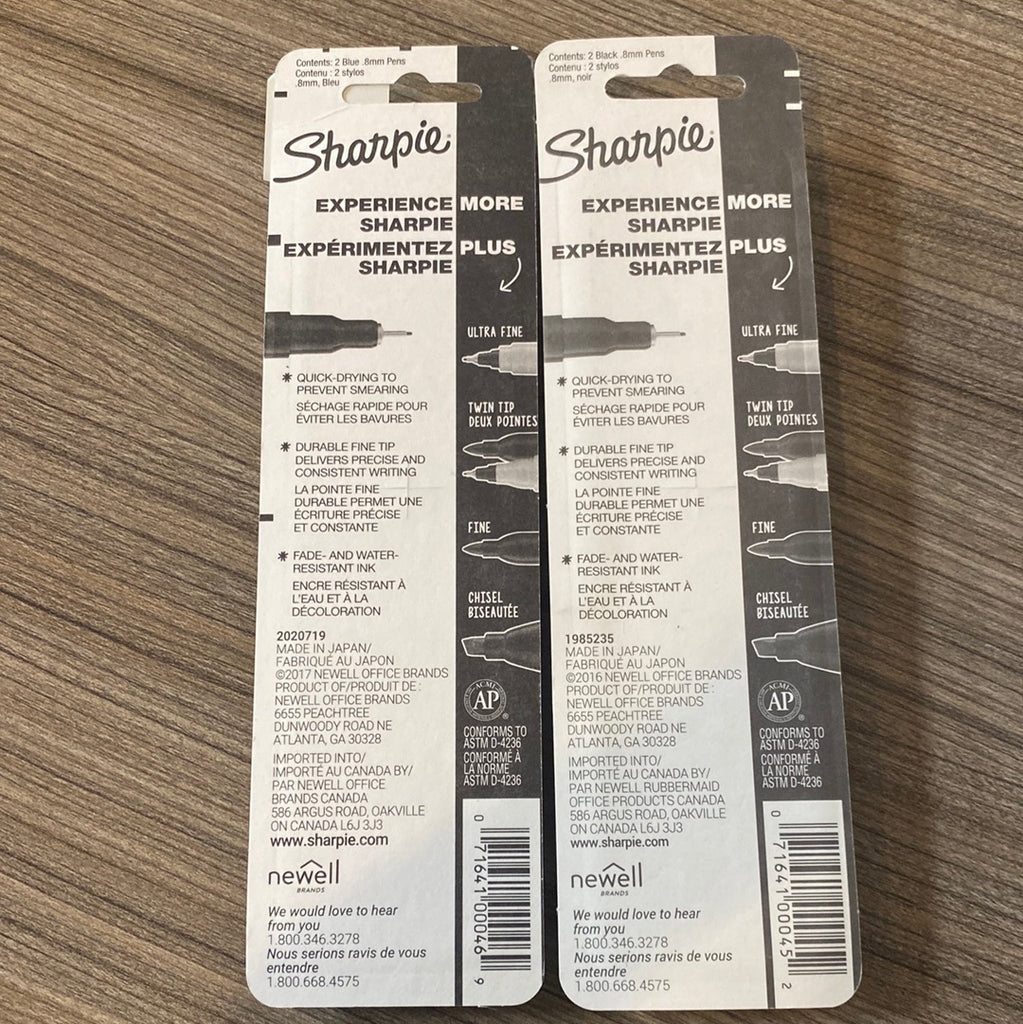 Contents: 2 Blue .8mm Pens
Contenu : 2 stylos
.8mm, Bleu
Sharpie®
EXPERIENCE MORE
SHARPIE
EXPÉRIMENTEZ PLUS
SHARPIE
* QUICK-DRYING TO
PREVENT SMEARING
SÉCHAGE RAPIDE POUR
ÉVITER LES BAVURES
* DURABLE FINE TIP
DELIVERS PRECISE AND
CONSISTENT WRITING
LA POINTE FINE
DURABLE PERMET UNE
ÉCRITURE PRÉCISE
ET CONSTANTE
* FADE- AND WATER-
RESISTANT INK
ENCRE RÉSISTANT À
L'EAU ET À LA
DÉCOLORATION
2020719
MADE IN JAPAN/
FABRIQUÉ AU JAPON
©2017 NEWELL OFFICE BRANDS
PRODUCT OF/PRODUIT DE :
NEWELL OFFICE BRANDS
6655 PEACHTREE
DUNWOODY ROAD NE
ATLANTA, GA 30328
IMPORTED INTO/
IMPORTÉ AU CANADA BY/
PAR NEWELL OFFICE
BRANDS CANADA
586 ARGUS ROAD, OAKVILLE
ON CANADA L6J 3J3
www.sharpie.com
newell
BRANDS
We would love to hear
from you
1.800.346.3278
Nous serions ravis de vous
entendre
1.800.668.4575
ULTRA FINE
TWIN TIP
DEUX POINTES
FINE
CHISEL
BISEAUTÉE
ACMI
AP
®
CONFORMS TO
ASTM D-4236
CONFORMÉ À
LA NORME
ASTM D-4236
0 71641 00046 9
Contents: 2 Black .8mm Pens
Contenu : 2 stylos
.8mm, noir
Sharpie®
EXPERIENCE MORE
SHARPIE
EXPÉRIMENTEZ PLUS
SHARPIE
* QUICK-DRYING TO
PREVENT SMEARING
SÉCHAGE RAPIDE POUR
ÉVITER LES BAVURES
* DURABLE FINE TIP
DELIVERS PRECISE AND
CONSISTENT WRITING
LA POINTE FINE
DURABLE PERMET UNE
ÉCRITURE PRÉCISE
ET CONSTANTE
* FADE- AND WATER-
RESISTANT INK
ENCRE RÉSISTANT À
L'EAU ET À LA
DÉCOLORATION
1985235
MADE IN JAPAN/
FABRIQUÉ AU JAPON
©2016 NEWELL OFFICE BRANDS
PRODUCT OF/PRODUIT DE :
NEWELL OFFICE BRANDS
6655 PEACHTREE
DUNWOODY ROAD NE
ATLANTA, GA 30328
IMPORTED INTO/
IMPORTÉ AU CANADA BY/
PAR NEWELL RUBBERMAID
OFFICE PRODUCTS CANADA
586 ARGUS ROAD, OAKVILLE
ON CANADA L6J 3J3
www.sharpie.com
newell
BRANDS
We would love to hear
from you
1.800.346.3278
Nous serions ravis de vous
entendre
1.800.668.4575
ULTRA FINE
TWIN TIP
DEUX POINTES
FINE
CHISEL
BISEAUTÉE
ACMI
AP
®
CONFORMS TO
ASTM D-4236
CONFORMÉ À
LA NORME
ASTM D-4236
0 71641 00045 2